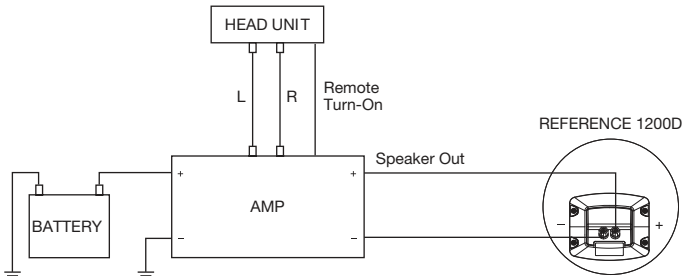 HEAD UNIT
L
R
Remote
Turn-On
REFERENCE 1200D
Speaker Out
+
+
AMP
BATTERY
–
–
–
+